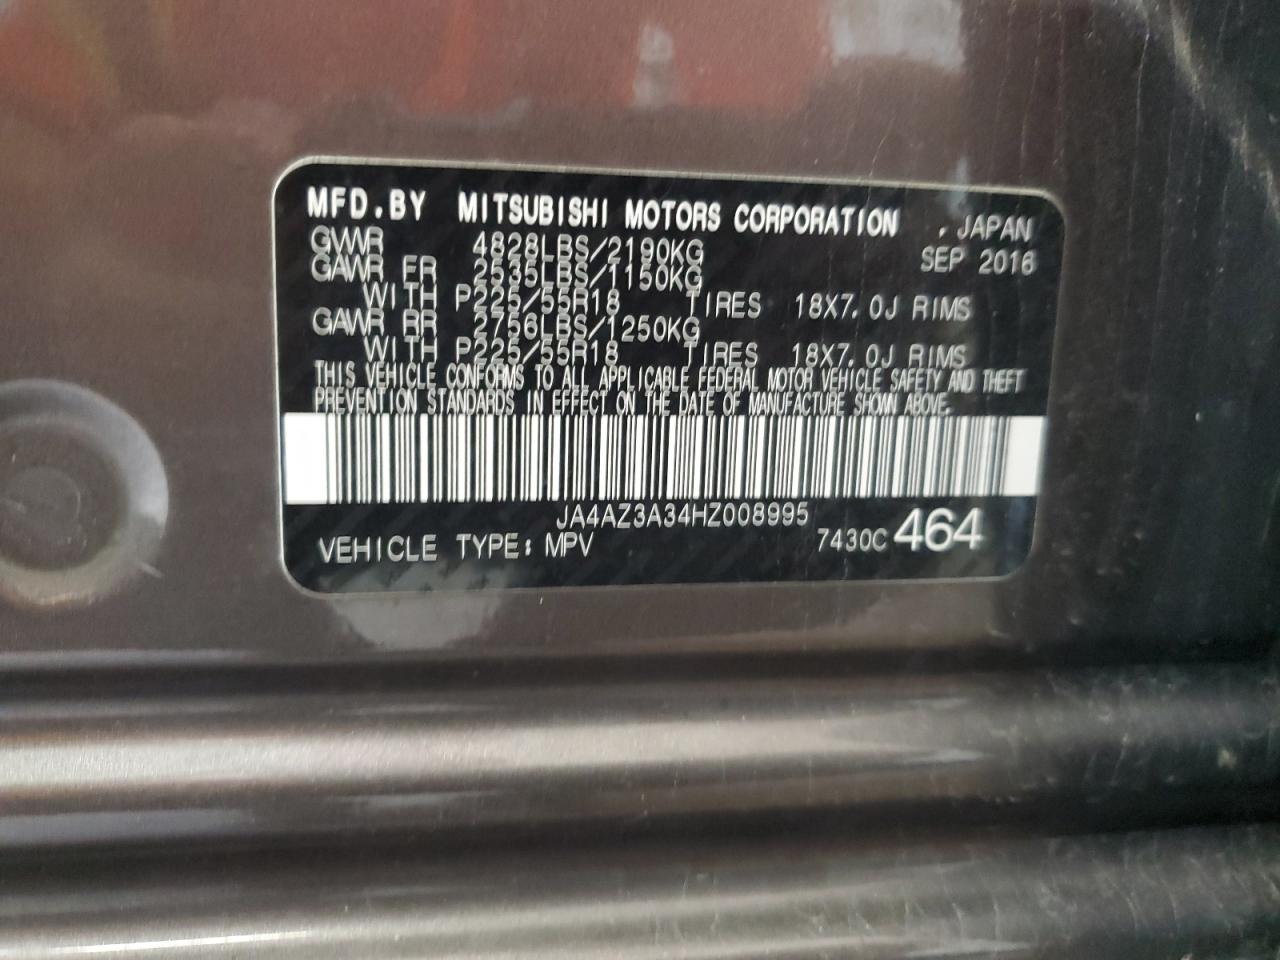 MFD.BY MITSUBISHI MOTORS CORPORATION , JAPAN
GVWR 4828LBS/2190KG SEP 2016
GAWR FR 2535LBS/1150KG
WITH P225/55R18 TIRES 18X7.0J RIMS
GAWR RR 2756LBS/1250KG
WITH P225/55R18 TIRES 18X7.0J RIMS
THIS VEHICLE CONFORMS TO ALL APPLICABLE FEDERAL MOTOR VEHICLE SAFETY AND THEFT
PREVENTION STANDARDS IN EFFECT ON THE DATE OF MANUFACTURE SHOWN ABOVE.
JA4AZ3A34HZ008995
VEHICLE TYPE: MPV 7430C 464